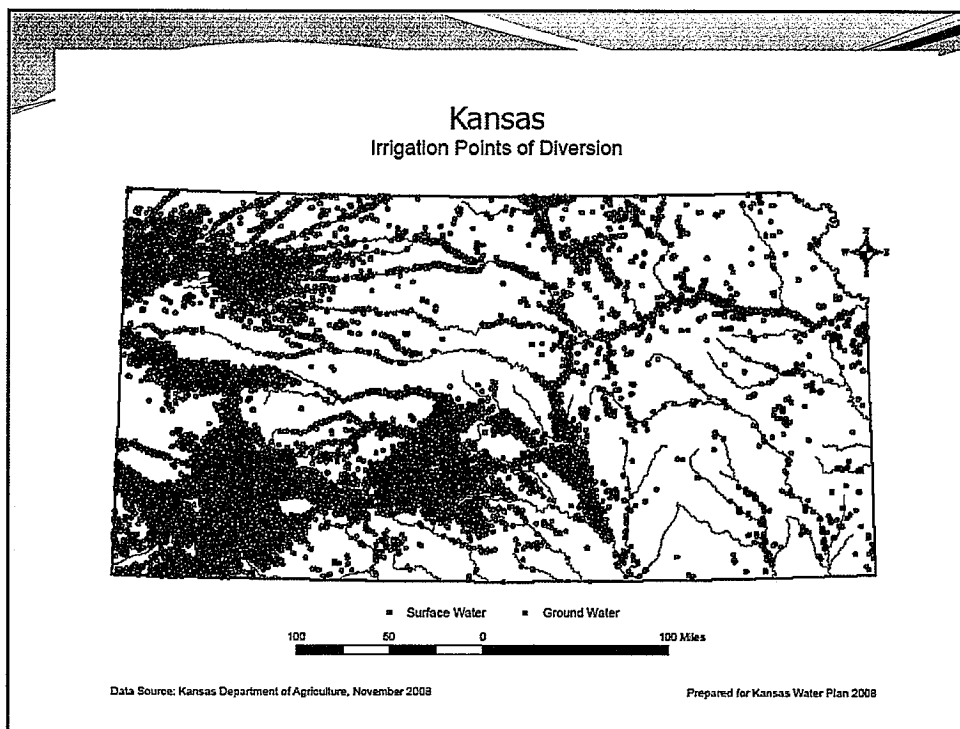 Kansas
Irrigation Points of Diversion
N
W E
S
Surface Water Ground Water
100 50 0 100 Miles
Data Source: Kansas Department of Agriculture, November 2008 Prepared for Kansas Water Plan 2008